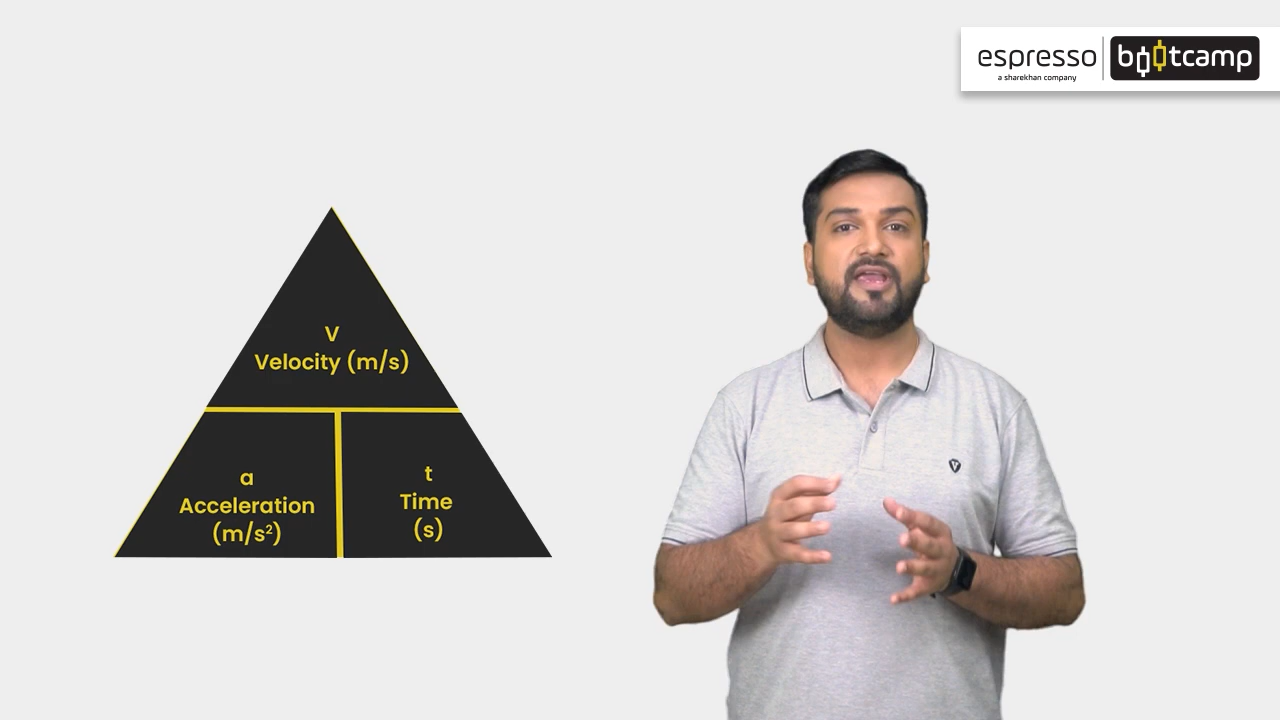 espresso
a sharekhan company
bootcamp
V
Velocity (m/s)
a
Acceleration
(m/s²)
t
Time
(s)
V